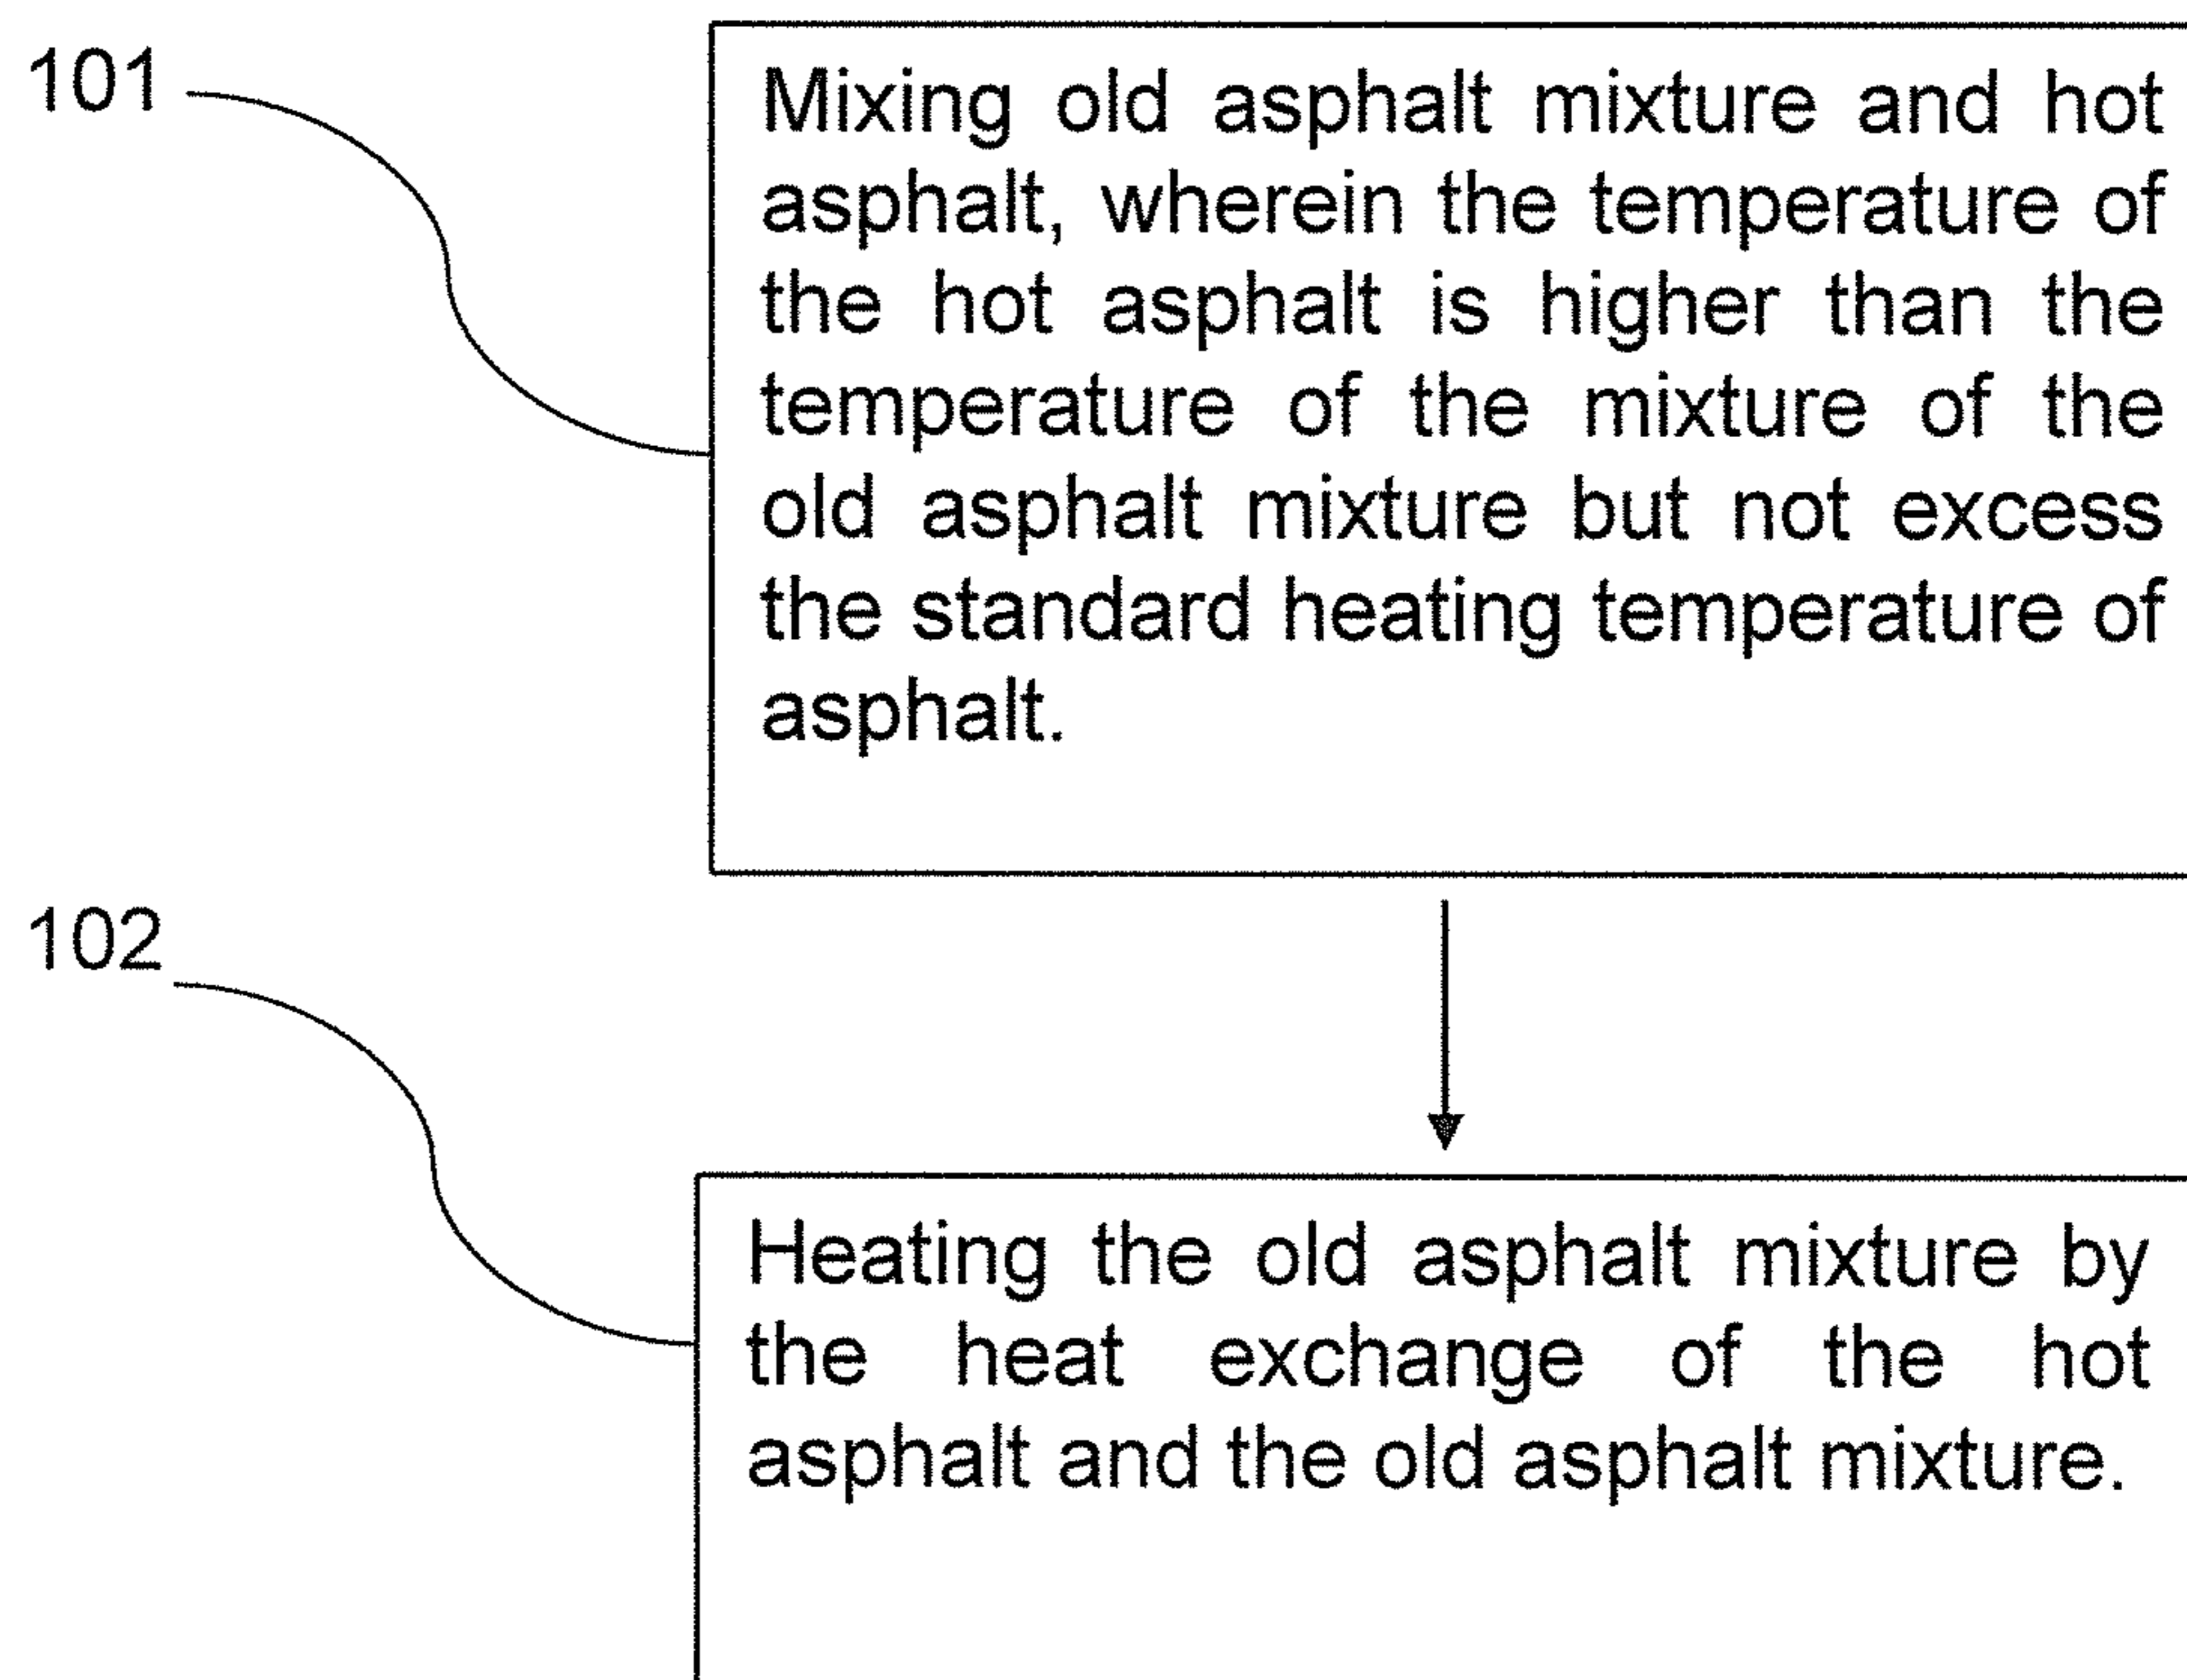 101
Mixing old asphalt mixture and hot
asphalt, wherein the temperature of
the hot asphalt is higher than the
temperature of the mixture of the
old asphalt mixture but not excess
the standard heating temperature of
asphalt.
102
Heating the old asphalt mixture by
the heat exchange of the hot
asphalt and the old asphalt mixture.